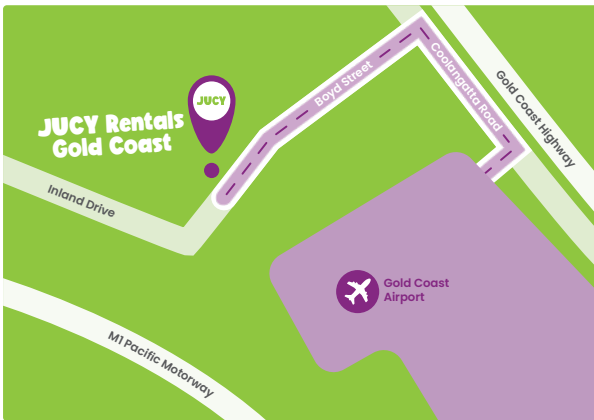 Boyd Street
Coolangatta Road
Gold Coast Highway
JUCY
JUCY Rentals
Gold Coast
Inland Drive
Gold Coast
Airport
M1 Pacific Motorway